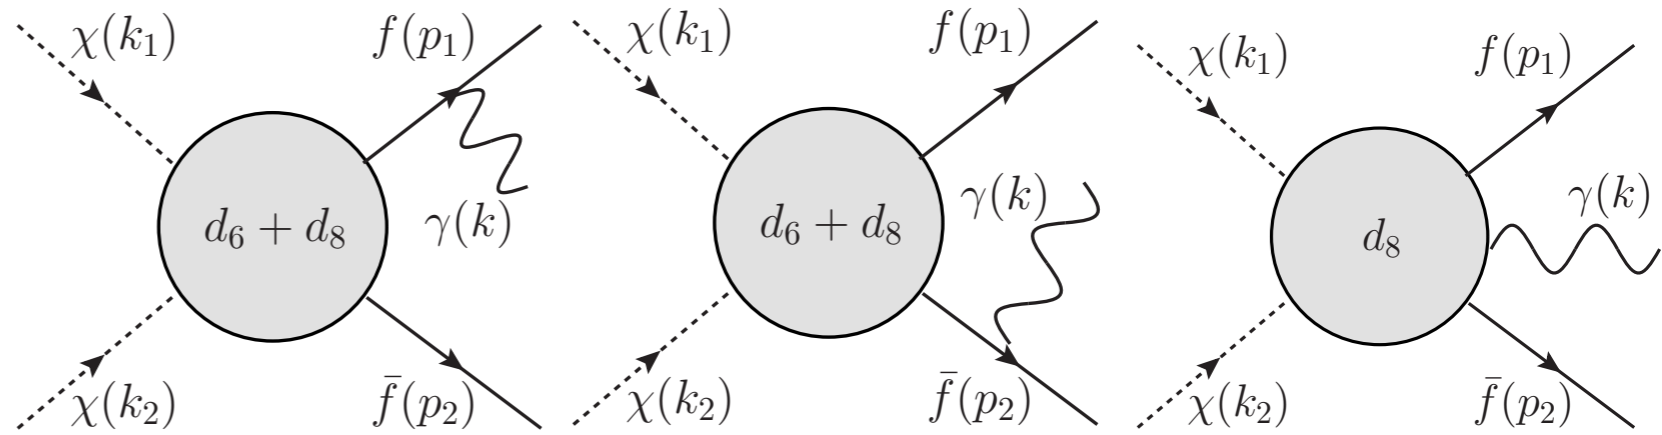 χ(k₁) f(p₁)
d₆ + d₈
γ(k)
χ(k₂) f̄(p₂)
χ(k₁) f(p₁)
d₆ + d₈
γ(k)
χ(k₂) f̄(p₂)
χ(k₁) f(p₁)
d₈
γ(k)
χ(k₂) f̄(p₂)